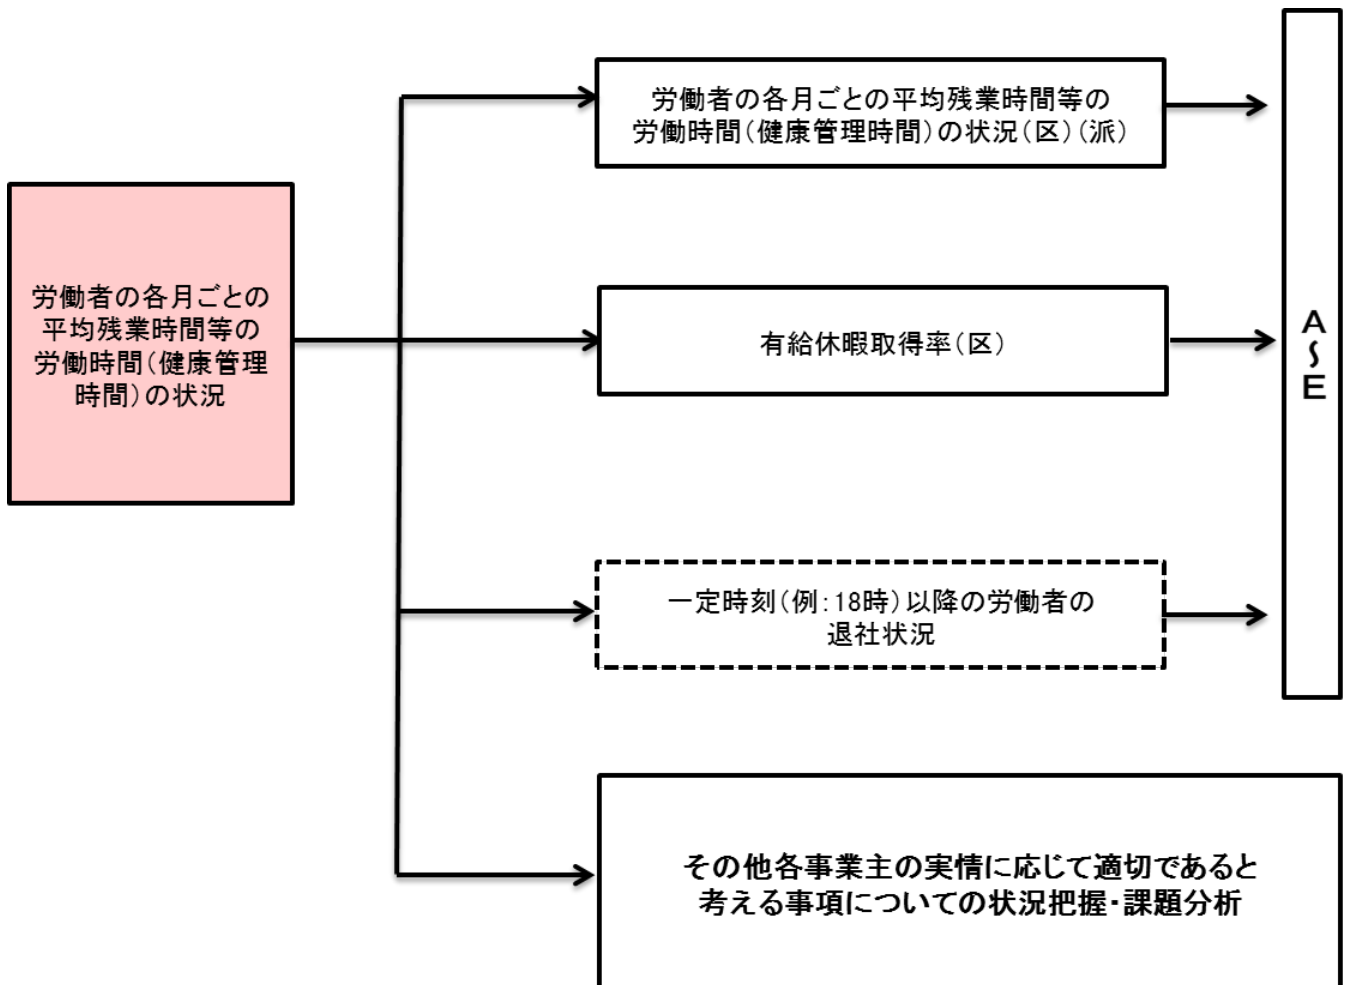 労働者の各月ごとの
平均残業時間等の
労働時間(健康管理
時間)の状況
労働者の各月ごとの平均残業時間等の
労働時間(健康管理時間)の状況(区)(派)
有給休暇取得率(区)
一定時刻(例:18時)以降の労働者の
退社状況
その他各事業主の実情に応じて適切であると
考える事項についての状況把握・課題分析
A～E